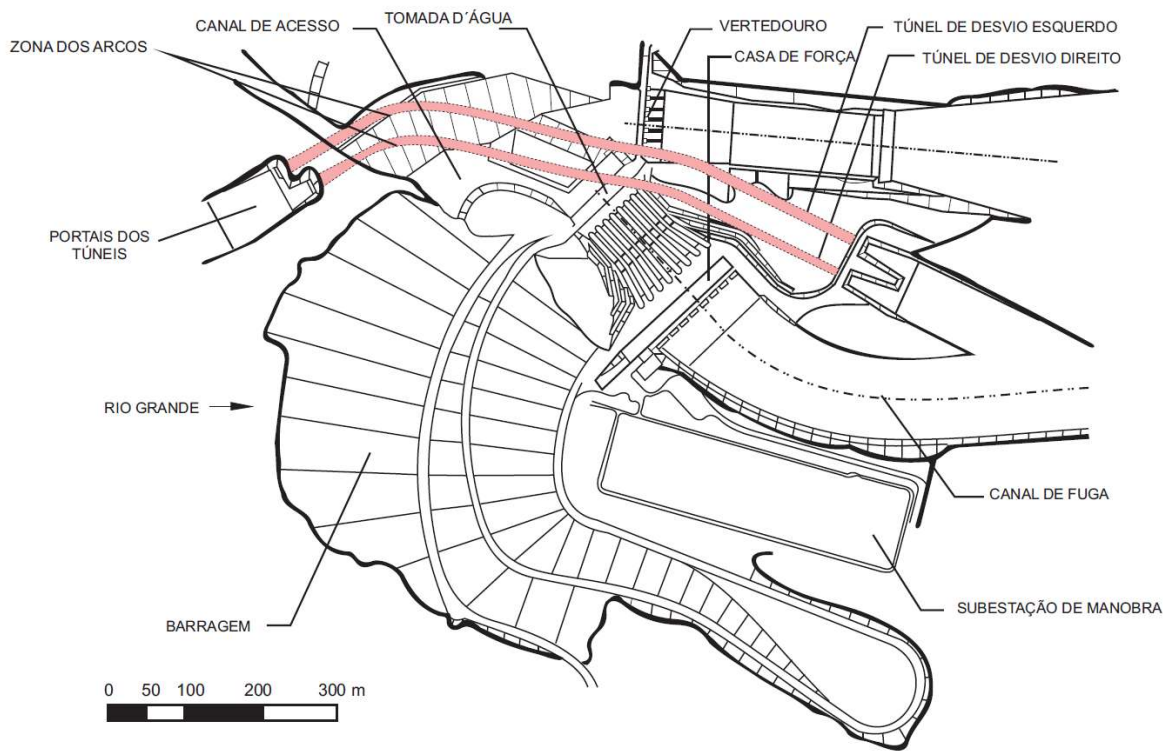 ZONA DOS ARCOS
CANAL DE ACESSO
TOMADA D´ÁGUA
VERTEDOURO
CASA DE FORÇA
TÚNEL DE DESVIO ESQUERDO
TÚNEL DE DESVIO DIREITO
PORTAIS DOS
TÚNEIS
RIO GRANDE
CANAL DE FUGA
SUBESTAÇÃO DE MANOBRA
BARRAGEM
0 50 100 200 300 m